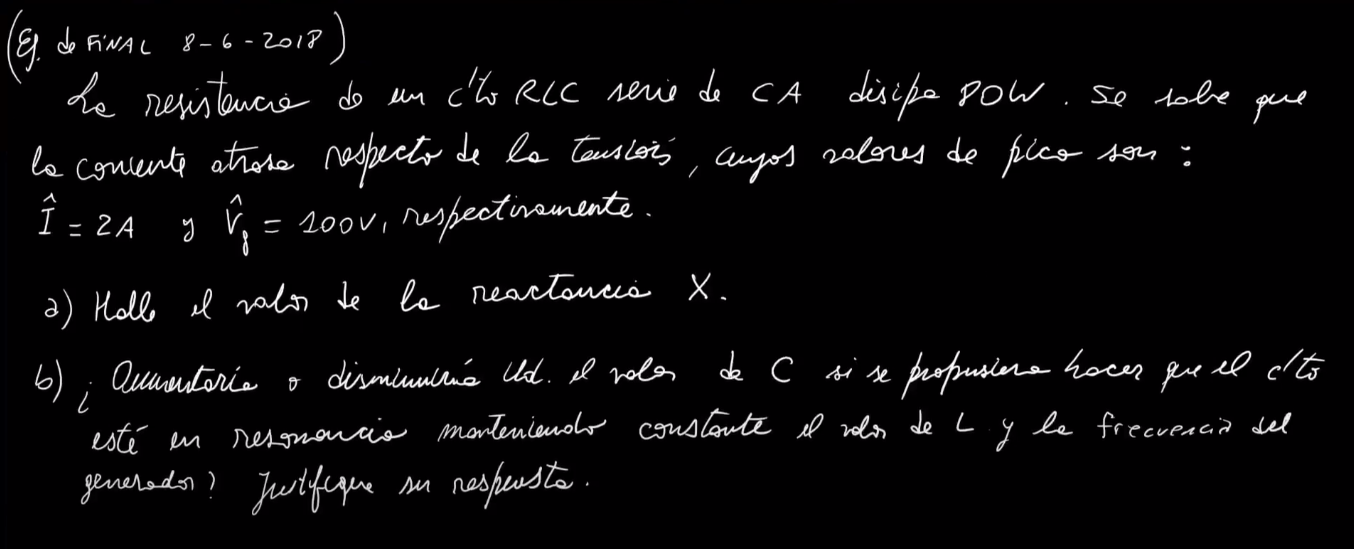 (Ej. de FINAL 8-6-2018)
La resistencia de un c'to RLC serie de CA disipa 80W. Se sabe que
la corriente atrasa respecto de la tensión, cuyos valores de pico son:
Î = 2A y V̂g = 100V, respectivamente.
a) Halle el valor de la reactancia X.
b) ¿Aumentaría o disminuiría Ud. el valor de C si se propusiera hacer que el c'to
esté en resonancia manteniendo constante el valor de L y la frecuencia del
generador? Justifique su respuesta.